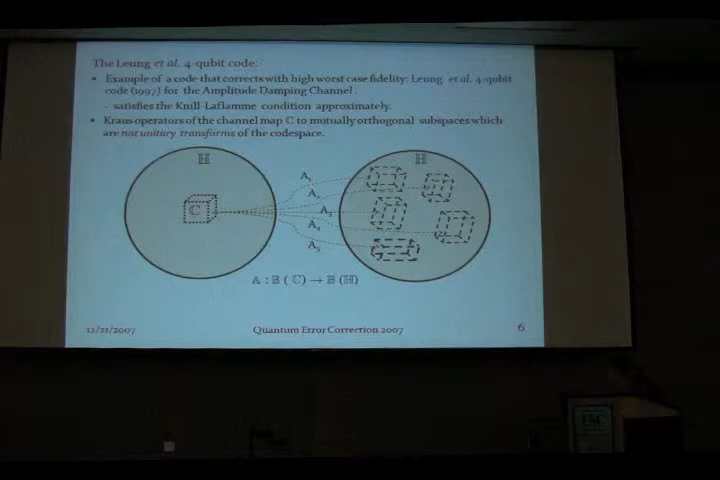 The Leung et al. 4-qubit code:-
• Example of a code that corrects with high worst case fidelity: Leung. et al. 4-qubit
code (1997) for the Amplitude Damping Channel .
- satisfies the Knill-Laflamme condition approximately.
• Kraus operators of the channel map ℂ to mutually orthogonal subspaces which
are not unitary transforms of the codespace.
ℍ
ℍ
A₁
A₂
A₃
A₄
A₅
ℂ
𝔸 : 𝔹 ( ℂ ) → 𝔹 (ℍ)
12/21/2007
Quantum Error Correction 2007
6